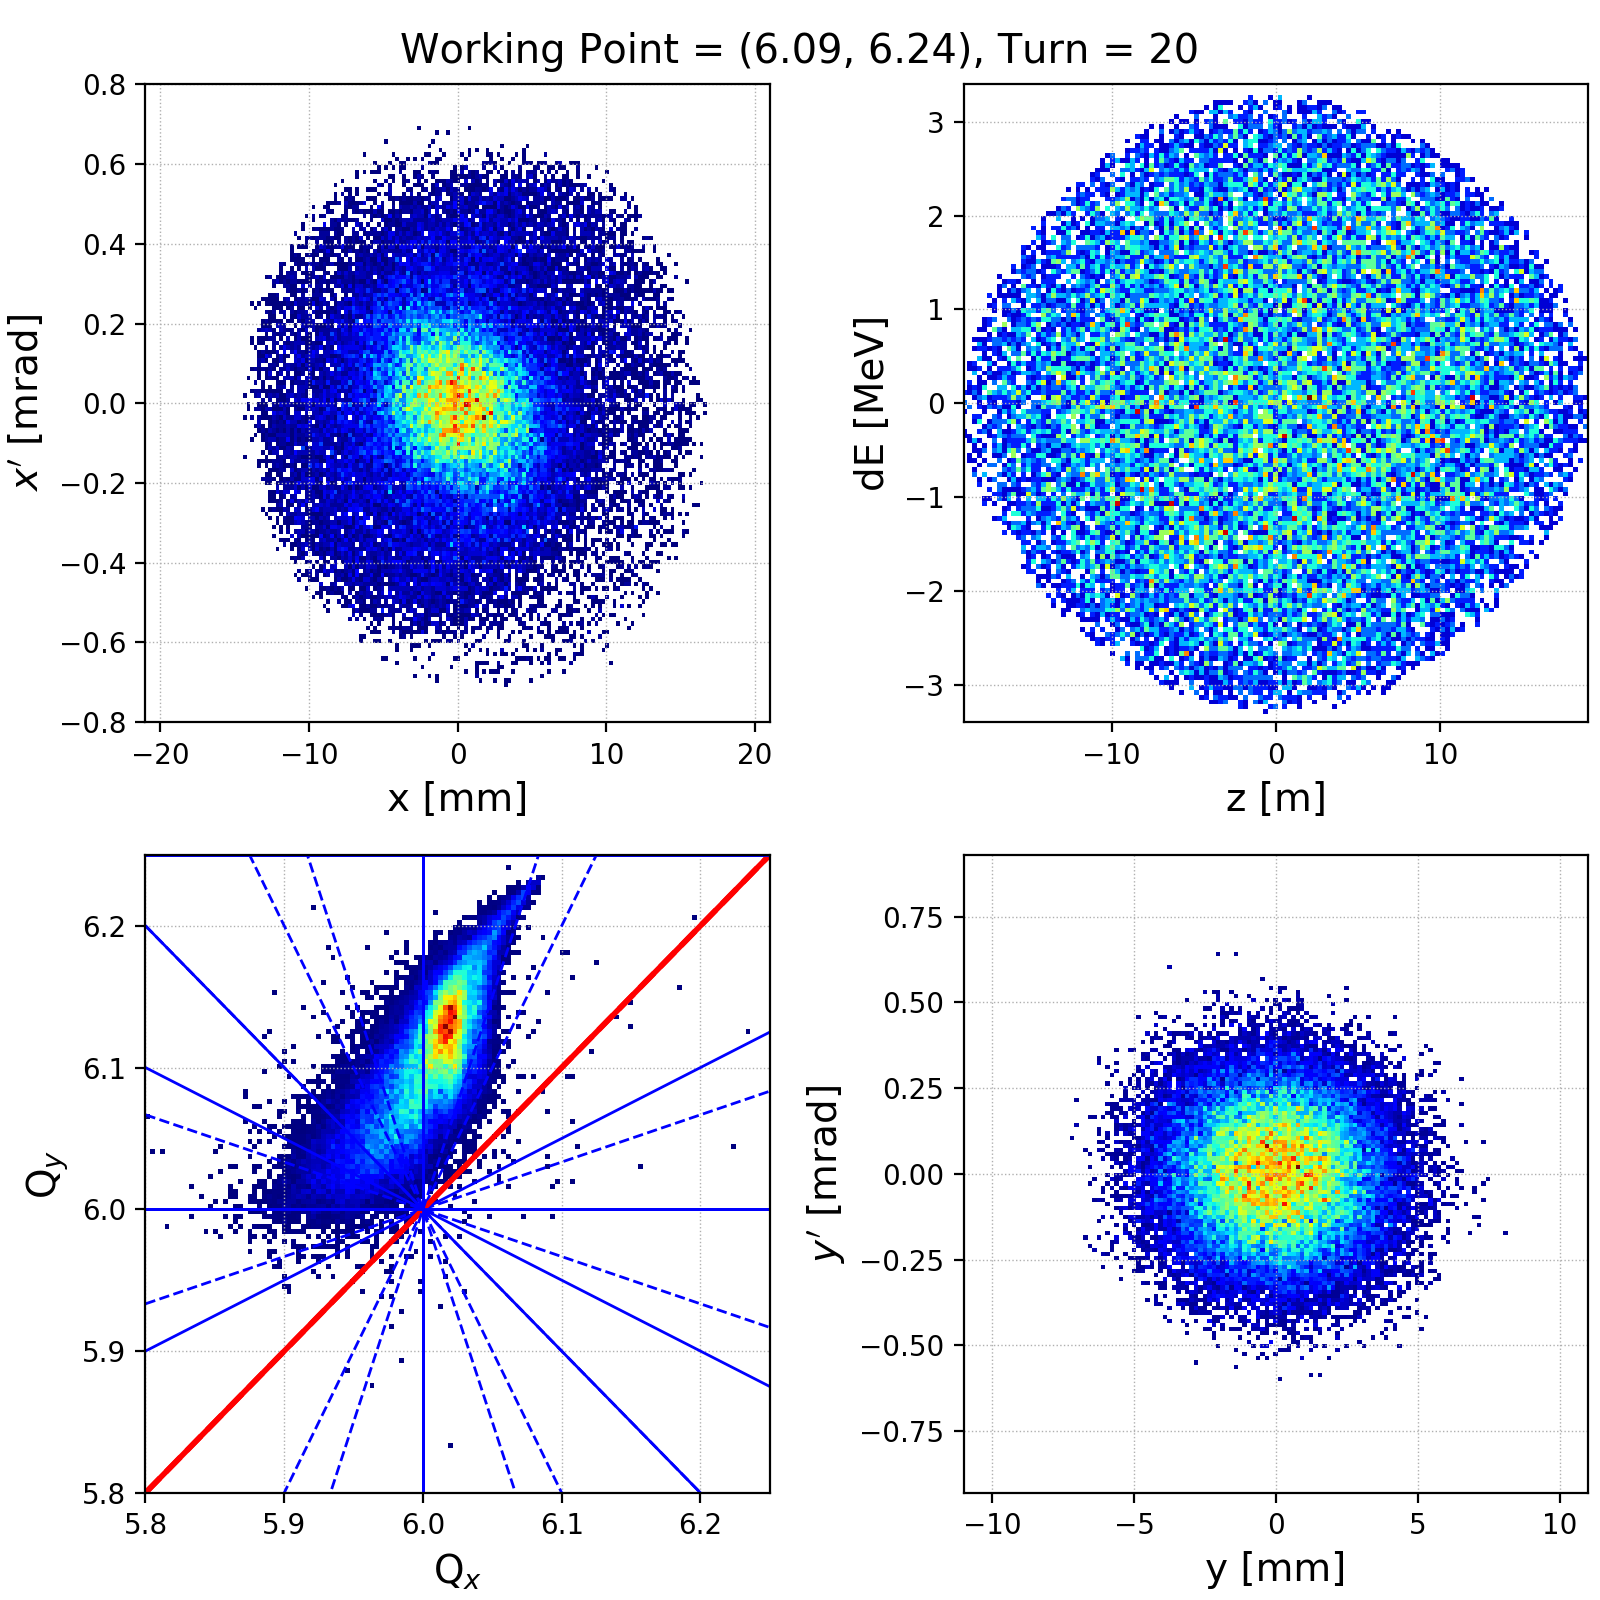 Working Point = (6.09, 6.24), Turn = 20
0.8
0.6
0.4
0.2
0.0
−0.2
−0.4
−0.6
−0.8
x′ [mrad]
−20 −10 0 10 20
x [mm]
3
2
1
0
−1
−2
−3
dE [MeV]
−10 0 10
z [m]
6.2
6.1
6.0
5.9
5.8
Qy
5.8 5.9 6.0 6.1 6.2
Qx
0.75
0.50
0.25
0.00
−0.25
−0.50
−0.75
y′ [mrad]
−10 −5 0 5 10
y [mm]